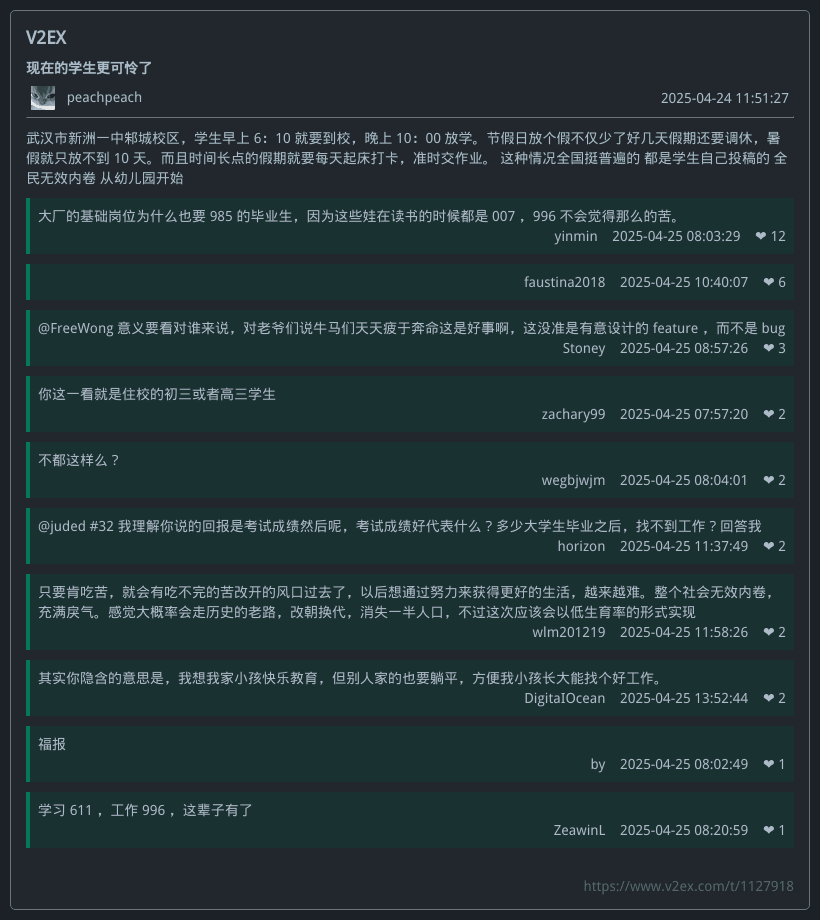 V2EX
现在的学生更可怜了
peachpeach 2025-04-24 11:51:27
武汉市新洲一中邾城校区，学生早上 6：10 就要到校，晚上 10：00 放学。节假日放个假不仅少了好几天假期还要调休，暑
假就只放不到 10 天。而且时间长点的假期就要每天起床打卡，准时交作业。 这种情况全国挺普遍的 都是学生自己投稿的 全
民无效内卷 从幼儿园开始
大厂的基础岗位为什么也要 985 的毕业生，因为这些娃在读书的时候都是 007 ，996 不会觉得那么的苦。
yinmin 2025-04-25 08:03:29 ❤ 12
faustina2018 2025-04-25 10:40:07 ❤ 6
@FreeWong 意义要看对谁来说，对老爷们说牛马们天天疲于奔命这是好事啊，这没准是有意设计的 feature ，而不是 bug
Stoney 2025-04-25 08:57:26 ❤ 3
你这一看就是住校的初三或者高三学生
zachary99 2025-04-25 07:57:20 ❤ 2
不都这样么？
wegbjwjm 2025-04-25 08:04:01 ❤ 2
@juded #32 我理解你说的回报是考试成绩然后呢，考试成绩好代表什么？多少大学生毕业之后，找不到工作？回答我
horizon 2025-04-25 11:37:49 ❤ 2
只要肯吃苦，就会有吃不完的苦改开的风口过去了，以后想通过努力来获得更好的生活，越来越难。整个社会无效内卷，
充满戾气。感觉大概率会走历史的老路，改朝换代，消失一半人口，不过这次应该会以低生育率的形式实现
wlm201219 2025-04-25 11:58:26 ❤ 2
其实你隐含的意思是，我想我家小孩快乐教育，但别人家的也要躺平，方便我小孩长大能找个好工作。
DigitaIOcean 2025-04-25 13:52:44 ❤ 2
福报
by 2025-04-25 08:02:49 ❤ 1
学习 611 ，工作 996 ，这辈子有了
ZeawinL 2025-04-25 08:20:59 ❤ 1
https://www.v2ex.com/t/1127918